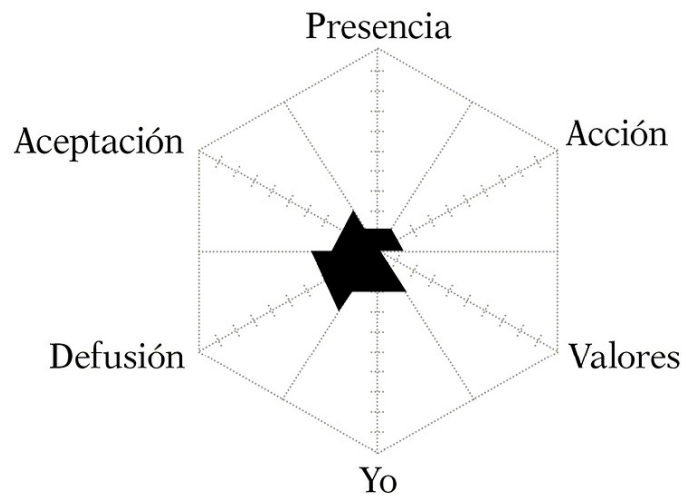 Presencia
Aceptación
Acción
Defusión
Valores
Yo